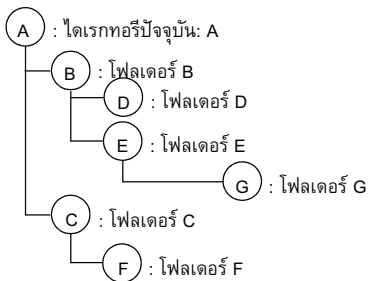 A : ไดเรกทอรีปัจจุบัน: A
B : โฟลเดอร์ B
D : โฟลเดอร์ D
E : โฟลเดอร์ E
G : โฟลเดอร์ G
C : โฟลเดอร์ C
F : โฟลเดอร์ F